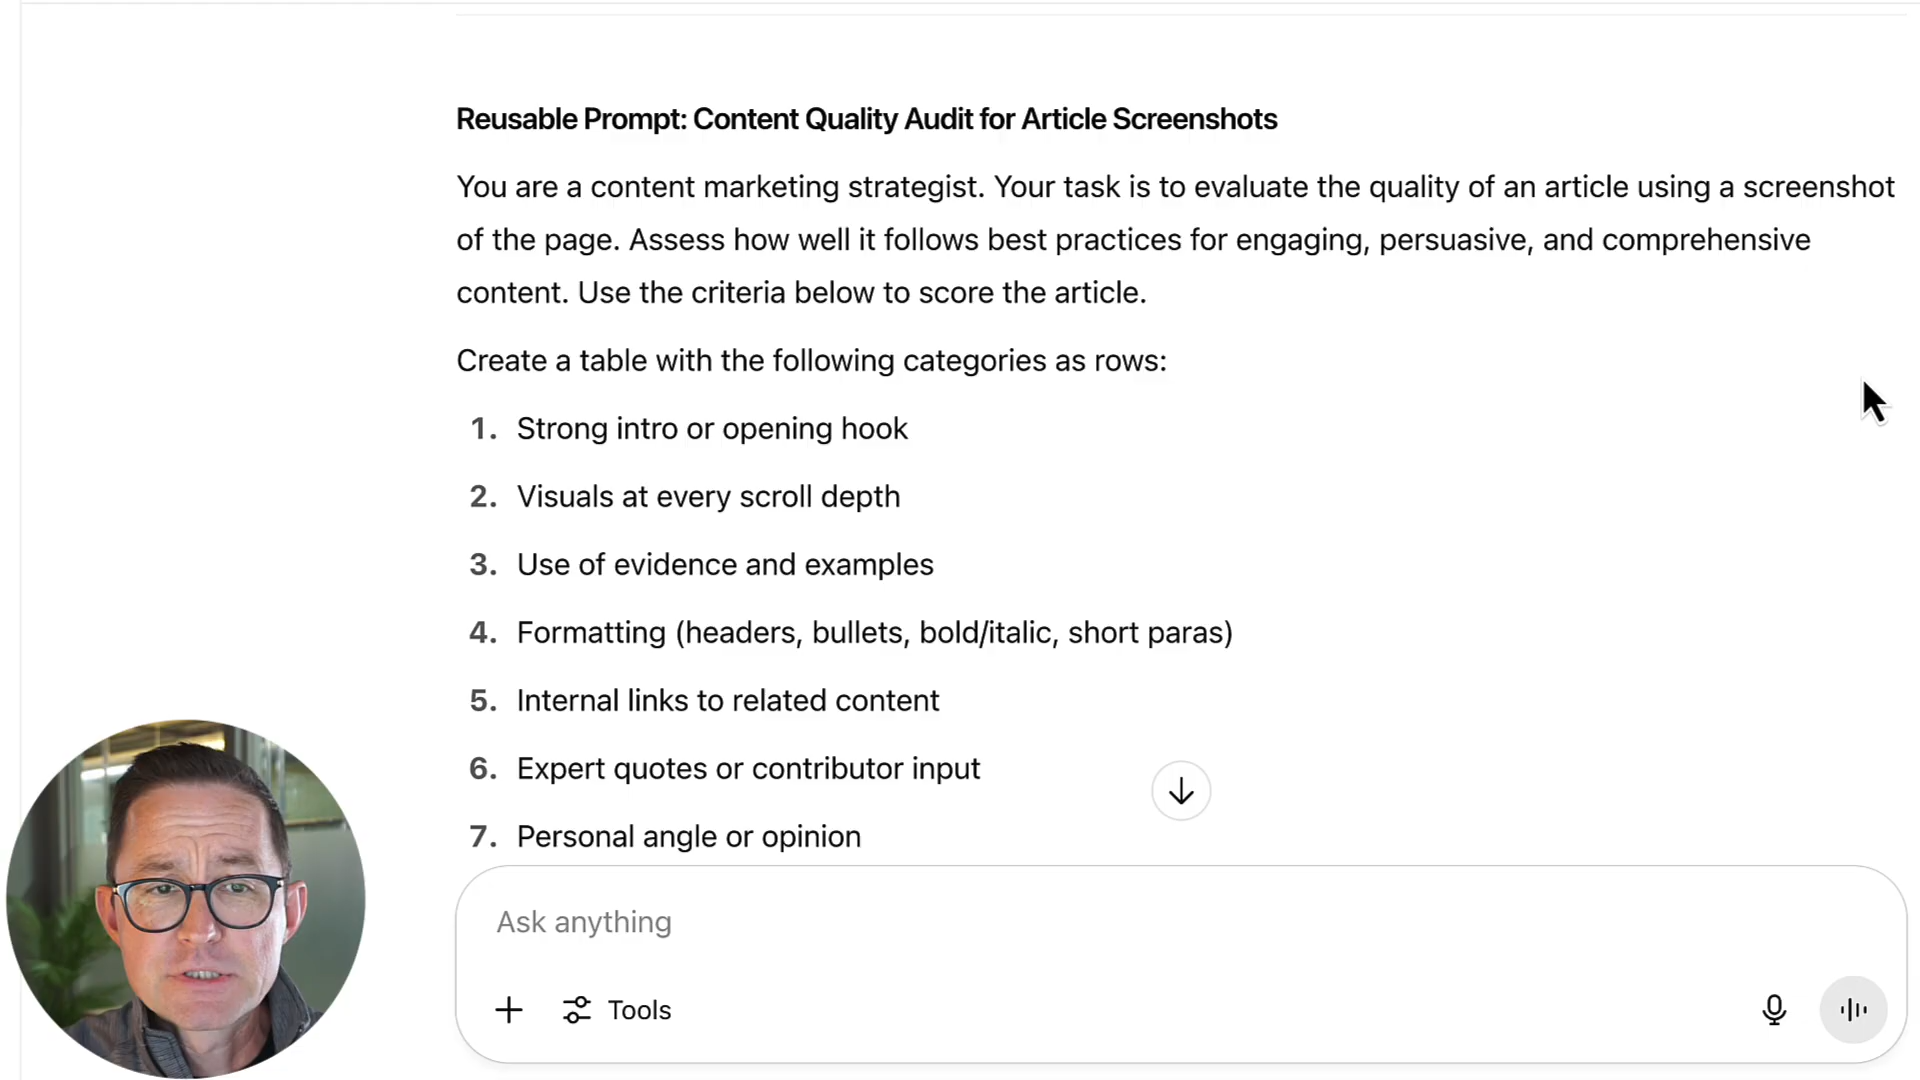 Reusable Prompt: Content Quality Audit for Article Screenshots
You are a content marketing strategist. Your task is to evaluate the quality of an article using a screenshot
of the page. Assess how well it follows best practices for engaging, persuasive, and comprehensive
content. Use the criteria below to score the article.
Create a table with the following categories as rows:
1. Strong intro or opening hook
2. Visuals at every scroll depth
3. Use of evidence and examples
4. Formatting (headers, bullets, bold/italic, short paras)
5. Internal links to related content
6. Expert quotes or contributor input
7. Personal angle or opinion
Ask anything
Tools